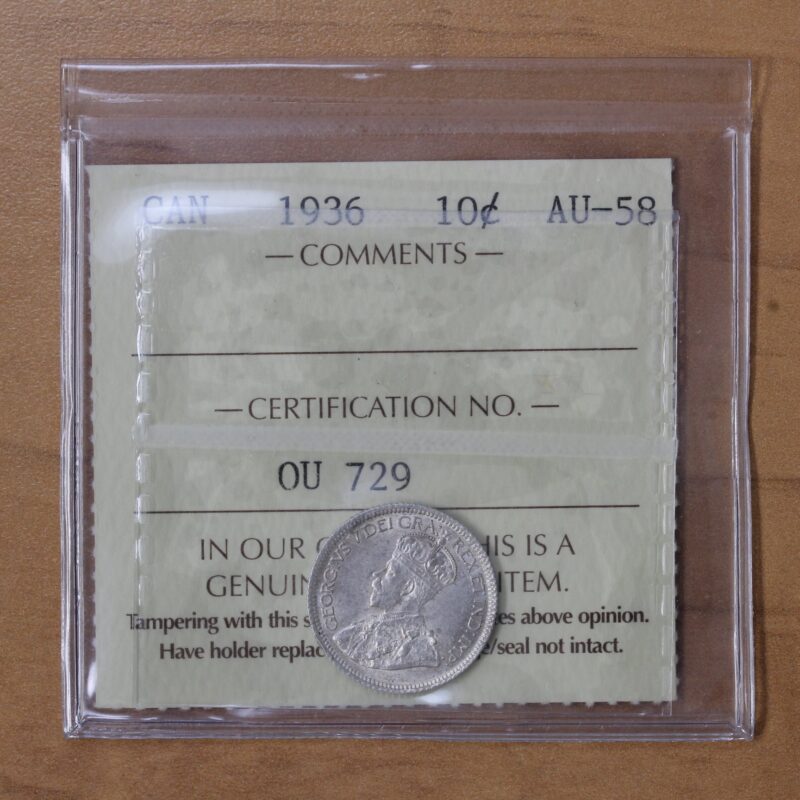 CAN 1936 10¢ AU-58
— COMMENTS —
— CERTIFICATION NO. —
OU 729
IN OUR THIS IS A
GENUIN ITEM.
Tampering with this s es above opinion.
Have holder replac e/seal not intact.
GEORGIVS V DEI GRA: REX ET IND:IMP: